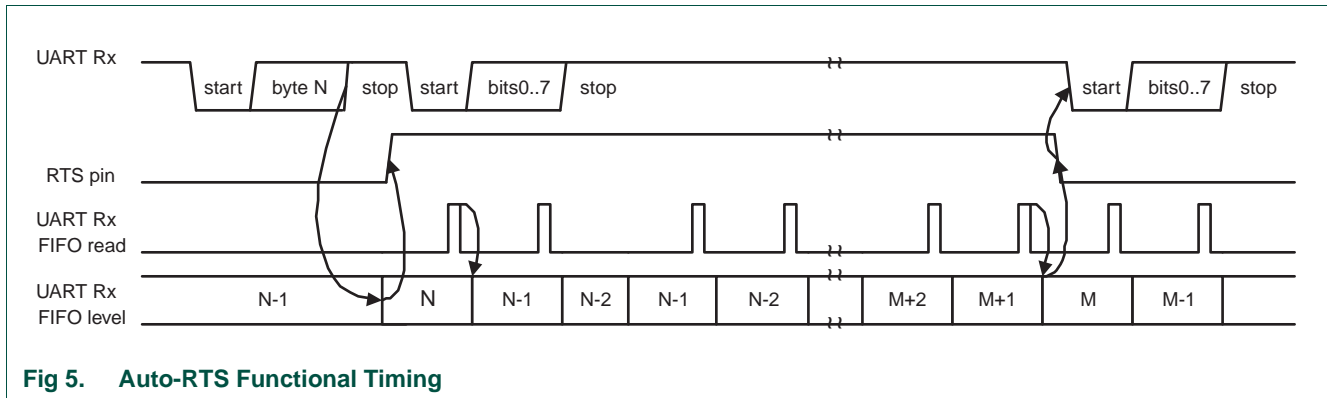 UART Rx
start byte N stop start bits0..7 stop start bits0..7 stop
RTS pin
UART Rx
FIFO read
UART Rx
FIFO level
N-1 N N-1 N-2 N-1 N-2 M+2 M+1 M M-1
Fig 5. Auto-RTS Functional Timing